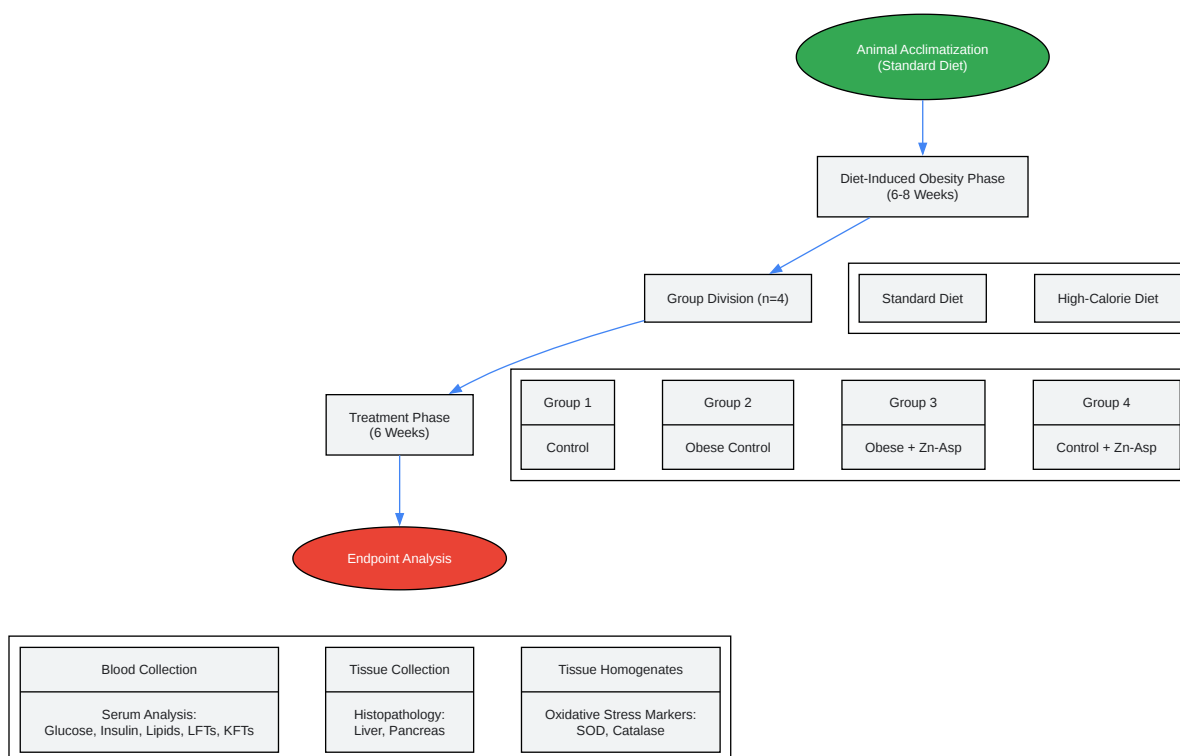 Animal Acclimatization
(Standard Diet)
Diet-Induced Obesity Phase
(6-8 Weeks)
Group Division (n=4)
Standard Diet
High-Calorie Diet
Treatment Phase
(6 Weeks)
Group 1
Control
Group 2
Obese Control
Group 3
Obese + Zn-Asp
Group 4
Control + Zn-Asp
Endpoint Analysis
Blood Collection
Serum Analysis:
Glucose, Insulin, Lipids, LFTs, KFTs
Tissue Collection
Histopathology:
Liver, Pancreas
Tissue Homogenates
Oxidative Stress Markers:
SOD, Catalase